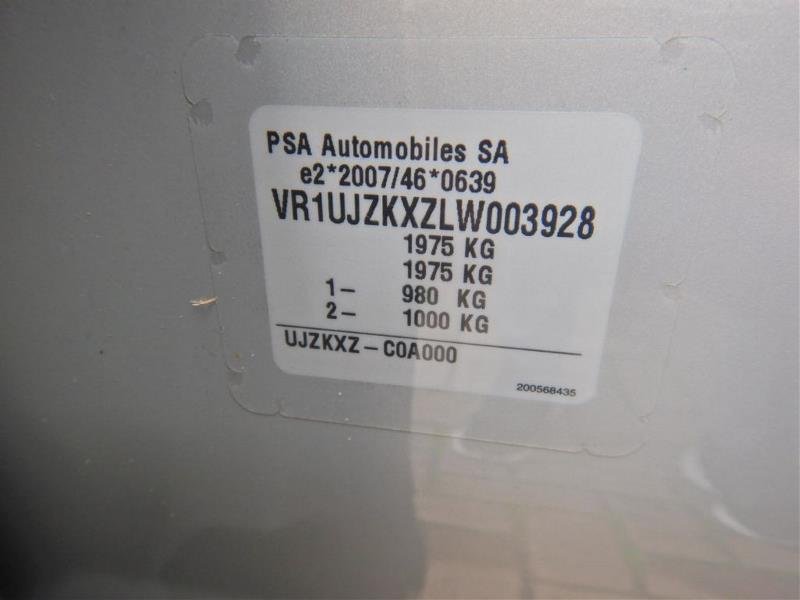 PSA Automobiles SA
e2*2007/46*0639
VR1UJZKXZLW003928
1975 KG
1975 KG
1– 980 KG
2– 1000 KG
UJZKXZ – C0A000
200568435